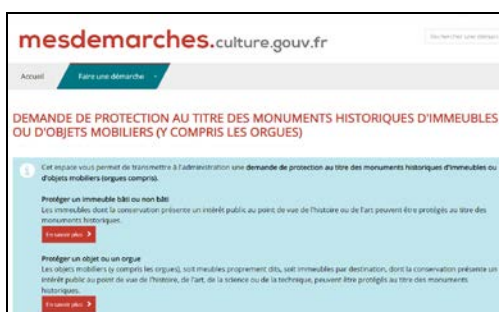 mesdemarches.culture.gouv.fr
Rechercher une démarche
Accueil
Faire une démarche
DEMANDE DE PROTECTION AU TITRE DES MONUMENTS HISTORIQUES D'IMMEUBLES
OU D'OBJETS MOBILIERS (Y COMPRIS LES ORGUES)
Cet espace vous permet de transmettre à l'administration une demande de protection au titre des monuments historiques d'immeubles ou
d'objets mobiliers (orgues compris).
Protéger un immeuble bâti ou non bâti
Les immeubles dont la conservation présente un intérêt public au point de vue de l'histoire ou de l'art peuvent être protégés au titre des
monuments historiques.
En savoir plus
Protéger un objet ou un orgue
Les objets mobiliers (y compris les orgues), soit meubles proprement dits, soit immeubles par destination, dont la conservation présente un
intérêt public au point de vue de l'histoire, de l'art, de la science ou de la technique, peuvent être protégés au titre des monuments
historiques.
En savoir plus